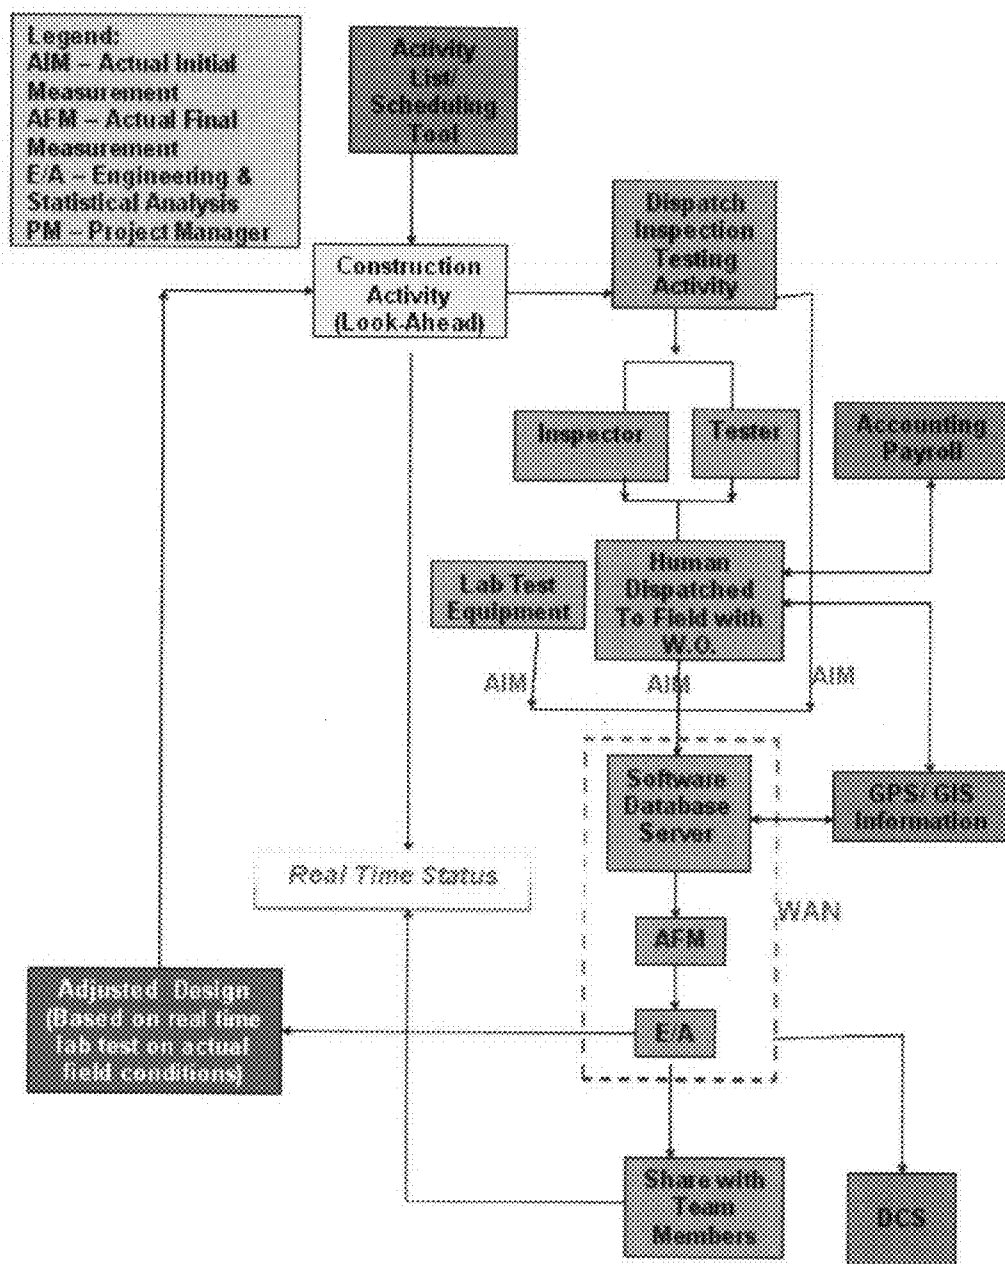 Legend:
AIM – Actual Initial
Measurement
AFM – Actual Final
Measurement
E/A – Engineering &
Statistical Analysis
PM – Project Manager
Activity
List/
Scheduling
Tool
Construction
Activity
(Look-Ahead)
Dispatch
Inspection
Testing
Activity
Inspector
Tester
Accounting
Payroll
Lab Test
Equipment
Human
Dispatched
To Field with
W.O.
AIM
AIM
AIM
Software
Database
Server
GPS/ GIS
Information
Real Time Status
WAN
AFM
Adjusted Design
(Based on real time
lab test on actual
field conditions)
E/A
Share with
Team
Members
DCS